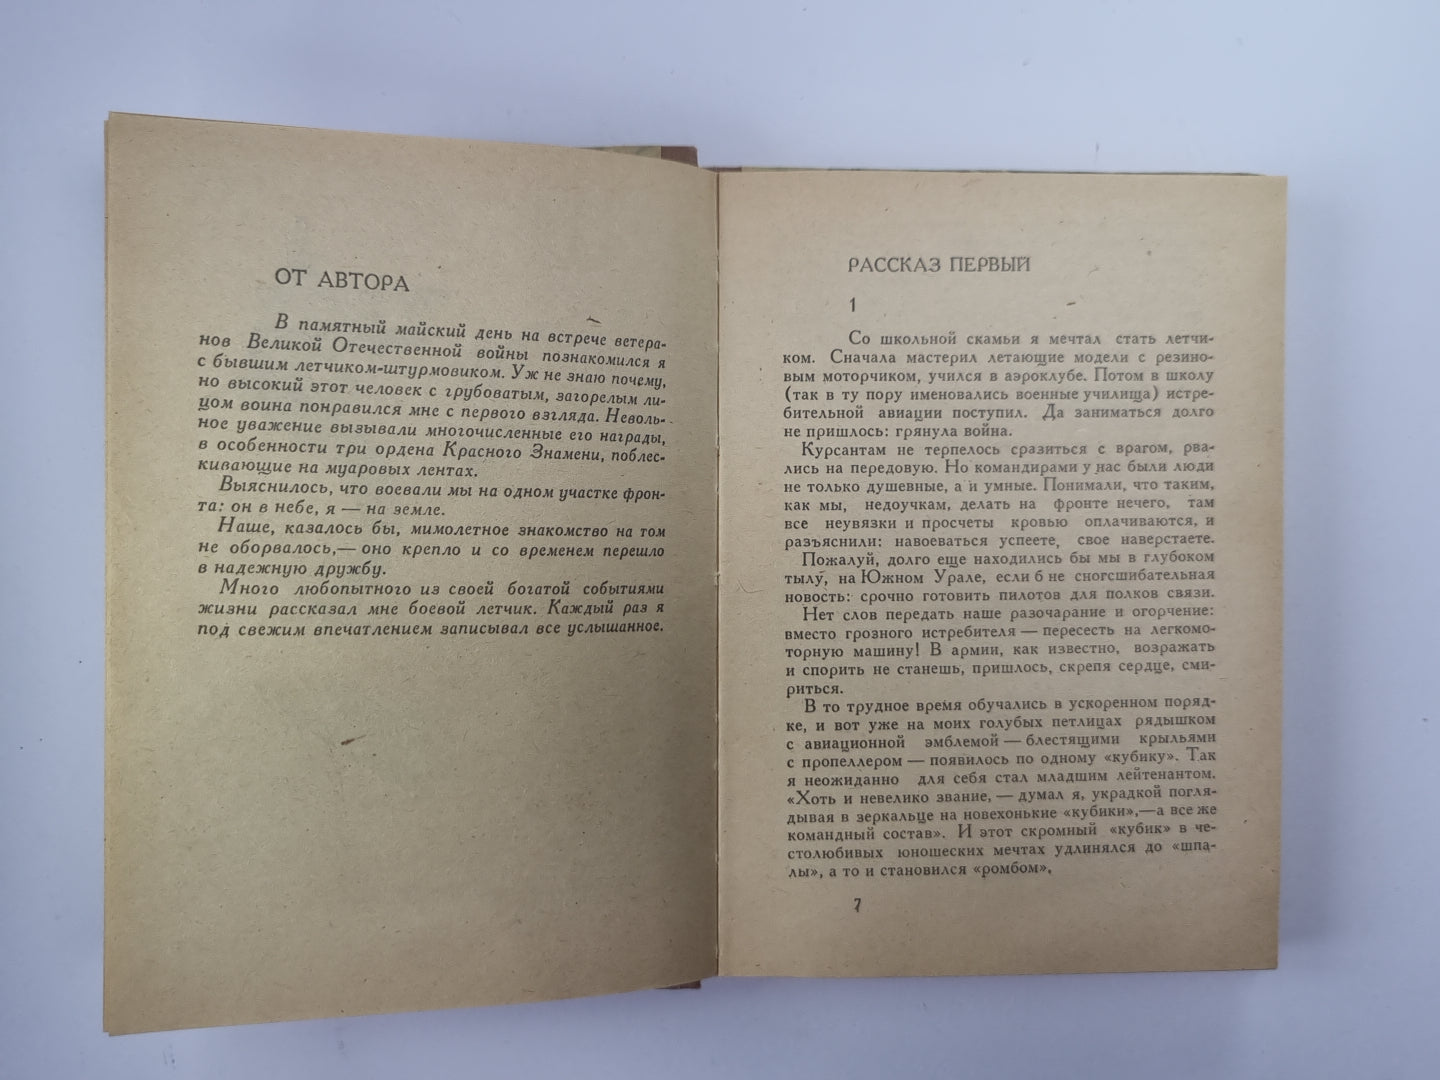 ОТ АВТОРА
В памятный майский день на встрече ветера-
нов Великой Отечественной войны познакомился я
с бывшим летчиком-штурмовиком. Уж не знаю почему,
но высокий этот человек с грубоватым, загорелым ли-
цом воина понравился мне с первого взгляда. Неволь-
ное уважение вызывали многочисленные его награды,
в особенности три ордена Красного Знамени, поблес-
кивающие на муаровых лентах.
Выяснилось, что воевали мы на одном участке фрон-
та: он в небе, я — на земле.
Наше, казалось бы, мимолетное знакомство на том
не оборвалось,— оно крепло и со временем перешло
в надежную дружбу.
Много любопытного из своей богатой событиями
жизни рассказал мне боевой летчик. Каждый раз я
под свежим впечатлением записывал все услышанное.
РАССКАЗ ПЕРВЫЙ
1
Со школьной скамьи я мечтал стать летчи-
ком. Сначала мастерил летающие модели с резино-
вым моторчиком, учился в аэроклубе. Потом в школу
(так в ту пору именовались военные училища) истре-
бительной авиации поступил. Да заниматься долго
не пришлось: грянула война.
Курсантам не терпелось сразиться с врагом, рва-
лись на передовую. Но командирами у нас были люди
не только душевные, а и умные. Понимали, что таким,
как мы, недоучкам, делать на фронте нечего, там
все неувязки и просчеты кровью оплачиваются, и
разъяснили: навоеваться успеете, свое наверстаете.
Пожалуй, долго еще находились бы мы в глубоком
тылу, на Южном Урале, если б не сногсшибательная
новость: срочно готовить пилотов для полков связи.
Нет слов передать наше разочарание и огорчение:
вместо грозного истребителя — пересесть на легкомо-
торную машину! В армии, как известно, возражать
и спорить не станешь, пришлось, скрепя сердце, сми-
риться.
В то трудное время обучались в ускоренном поряд-
ке, и вот уже на моих голубых петлицах рядышком
с авиационной эмблемой — блестящими крыльями
с пропеллером — появилось по одному «кубику». Так
я неожиданно для себя стал младшим лейтенантом.
«Хоть и невелико звание, — думал я, украдкой погля-
дывая в зеркальце на новехонькие «кубики»,—а все же
командный состав». И этот скромный «кубик» в че-
столюбивых юношеских мечтах удлинялся до «шпа-
лы», а то и становился «ромбом».
7